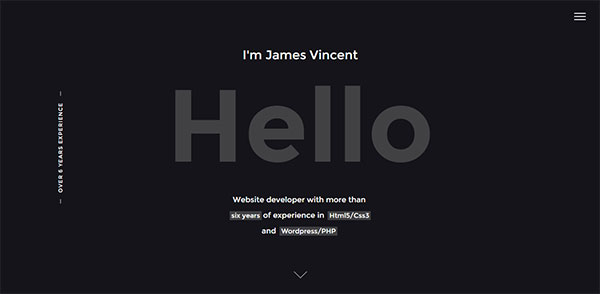 I'm James Vincent
Hello
— OVER 6 YEARS EXPERIENCE —
Website developer with more than
six years of experience in Html5/Css3
and Wordpress/PHP